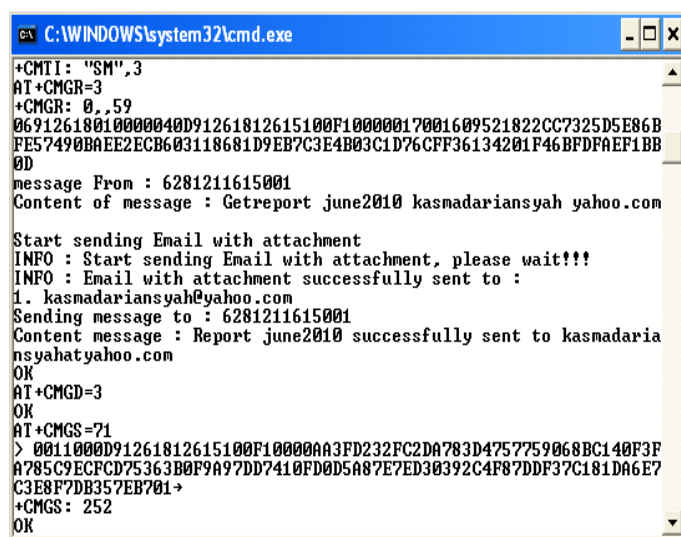 C:\WINDOWS\system32\cmd.exe
+CMTI: "SM",3
AT+CMGR=3
+CMGR: 0,,59
06912618010000040D91261812615100F10000017001609521822CC7325D5E86B
FE57490BAEE2ECB603118681D9EB7C3E4B03C1D76CFF36134201F46BFDFAEF1BB
0D
message From : 6281211615001
Content of message : Getreport june2010 kasmadariansyah yahoo.com
Start sending Email with attachment
INFO : Start sending Email with attachment, please wait!!!
INFO : Email with attachment successfully sent to :
1. kasmadariansyah@yahoo.com
Sending message to : 6281211615001
Content message : Report june2010 successfully sent to kasmadaria
nsyahatyahoo.com
OK
AT+CMGD=3
OK
AT+CMGS=71
> 0011000D91261812615100F10000AA3FD232FC2DA783D4757759068BC140F3F
A785C9ECFCD75363B0F9A97DD7410FD0D5A87E7ED30392C4F87DDF37C181DA6E7
C3E8F7DB357EB701→
+CMGS: 252
OK